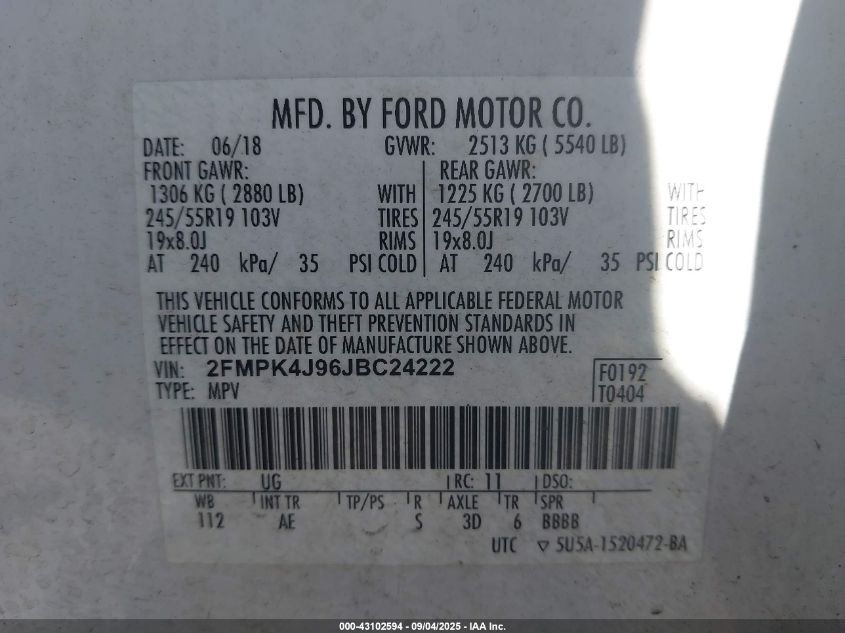 MFD. BY FORD MOTOR CO.
DATE: 06/18 GVWR: 2513 KG ( 5540 LB)
FRONT GAWR: REAR GAWR:
1306 KG ( 2880 LB) WITH 1225 KG ( 2700 LB) WITH
245/55R19 103V TIRES 245/55R19 103V TIRES
19x8.0J RIMS 19x8.0J RIMS
AT 240 kPa/ 35 PSI COLD AT 240 kPa/ 35 PSI COLD
THIS VEHICLE CONFORMS TO ALL APPLICABLE FEDERAL MOTOR
VEHICLE SAFETY AND THEFT PREVENTION STANDARDS IN
EFFECT ON THE DATE OF MANUFACTURE SHOWN ABOVE.
VIN: 2FMPK4J96JBC24222 F0192
TYPE: MPV T0404
EXT PNT: UG RC: 11 DSO:
WB INT TR TP/PS R AXLE TR SPR
112 AE S 3D 6 BBBB
UTC ▽ 5U5A-1520472-BA
000-43102594 - 09/04/2025 - IAA Inc.